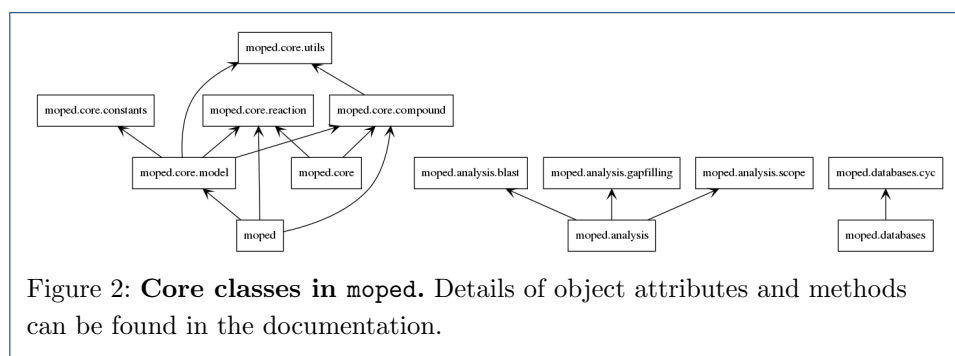 moped.core.utils
moped.core.constants
moped.core.reaction
moped.core.compound
moped.core.model
moped.core
moped.analysis.blast
moped.analysis.gapfilling
moped.analysis.scope
moped.databases.cyc
moped
moped.analysis
moped.databases
Figure 2: Core classes in moped. Details of object attributes and methods
can be found in the documentation.